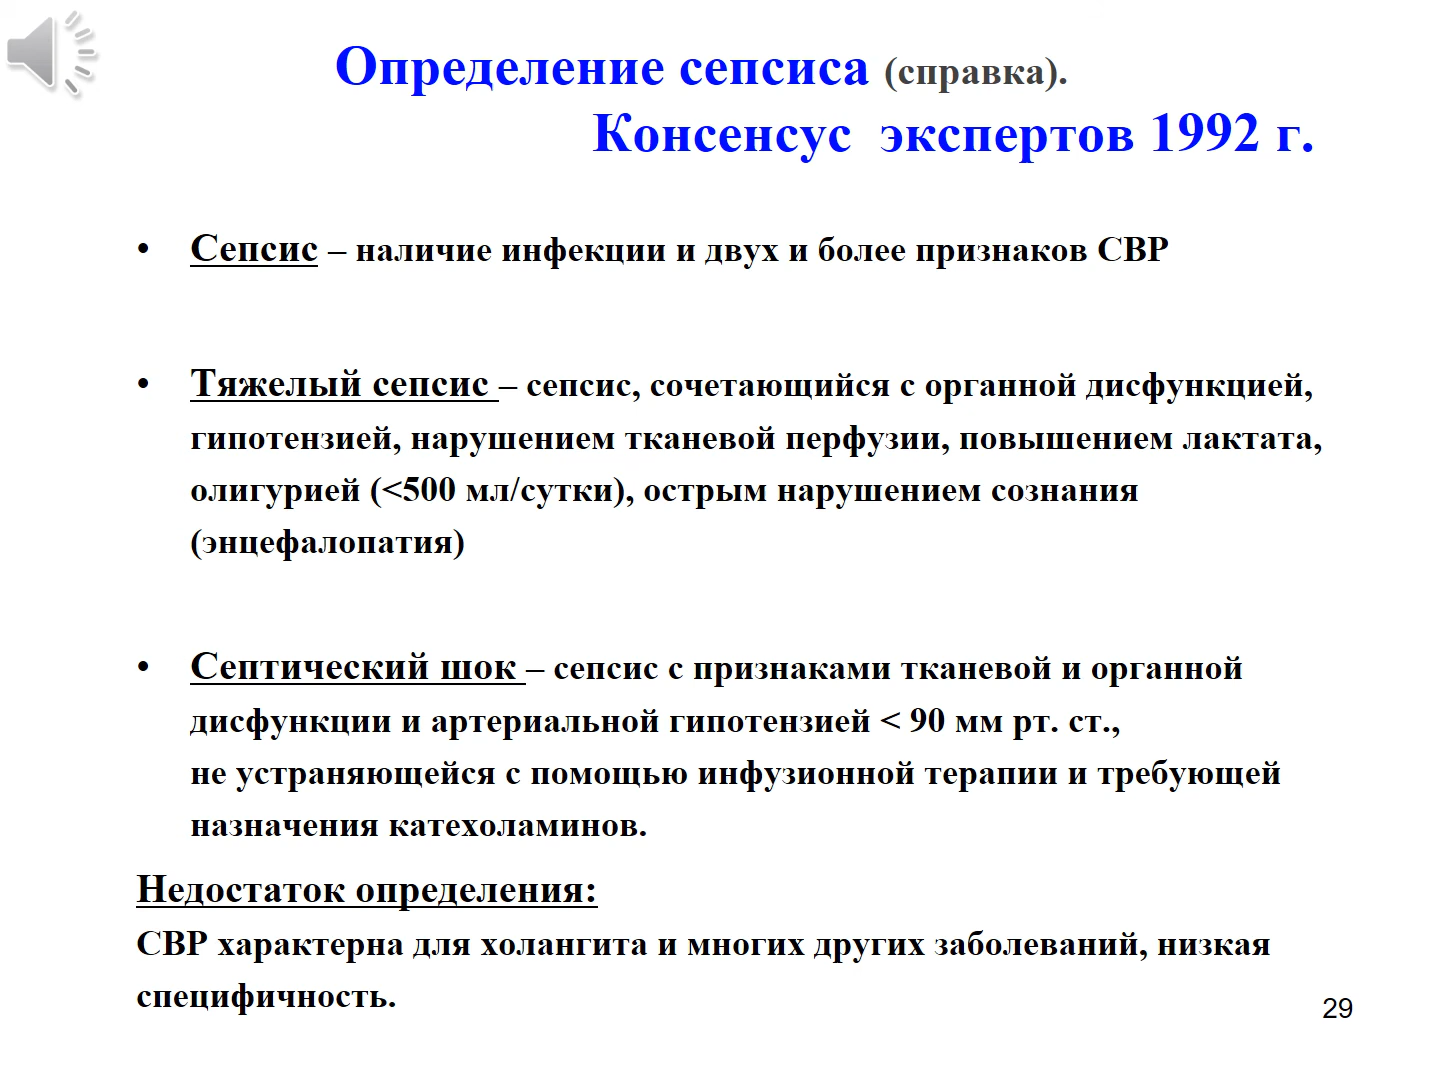 Определение сепсиса (справка).
Консенсус экспертов 1992 г.
• Сепсис – наличие инфекции и двух и более признаков СВР
• Тяжелый сепсис – сепсис, сочетающийся с органной дисфункцией,
гипотензией, нарушением тканевой перфузии, повышением лактата,
олигурией (<500 мл/сутки), острым нарушением сознания
(энцефалопатия)
• Септический шок – сепсис с признаками тканевой и органной
дисфункции и артериальной гипотензией < 90 мм рт. ст.,
не устраняющейся с помощью инфузионной терапии и требующей
назначения катехоламинов.
Недостаток определения:
СВР характерна для холангита и многих других заболеваний, низкая
специфичность.
29